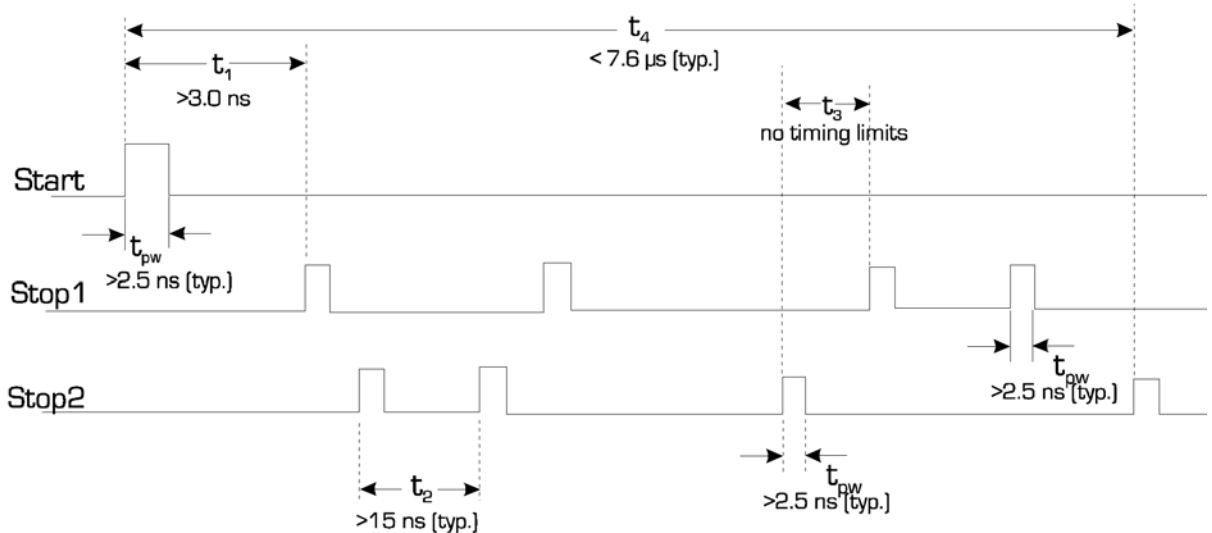 t4
< 7.6 µs (typ.)
t1
>3.0 ns
t3
no timing limits
Start
tpw
>2.5 ns (typ.)
Stop1
tpw
>2.5 ns (typ.)
Stop2
tpw
>2.5 ns (typ.)
t2
>15 ns (typ.)